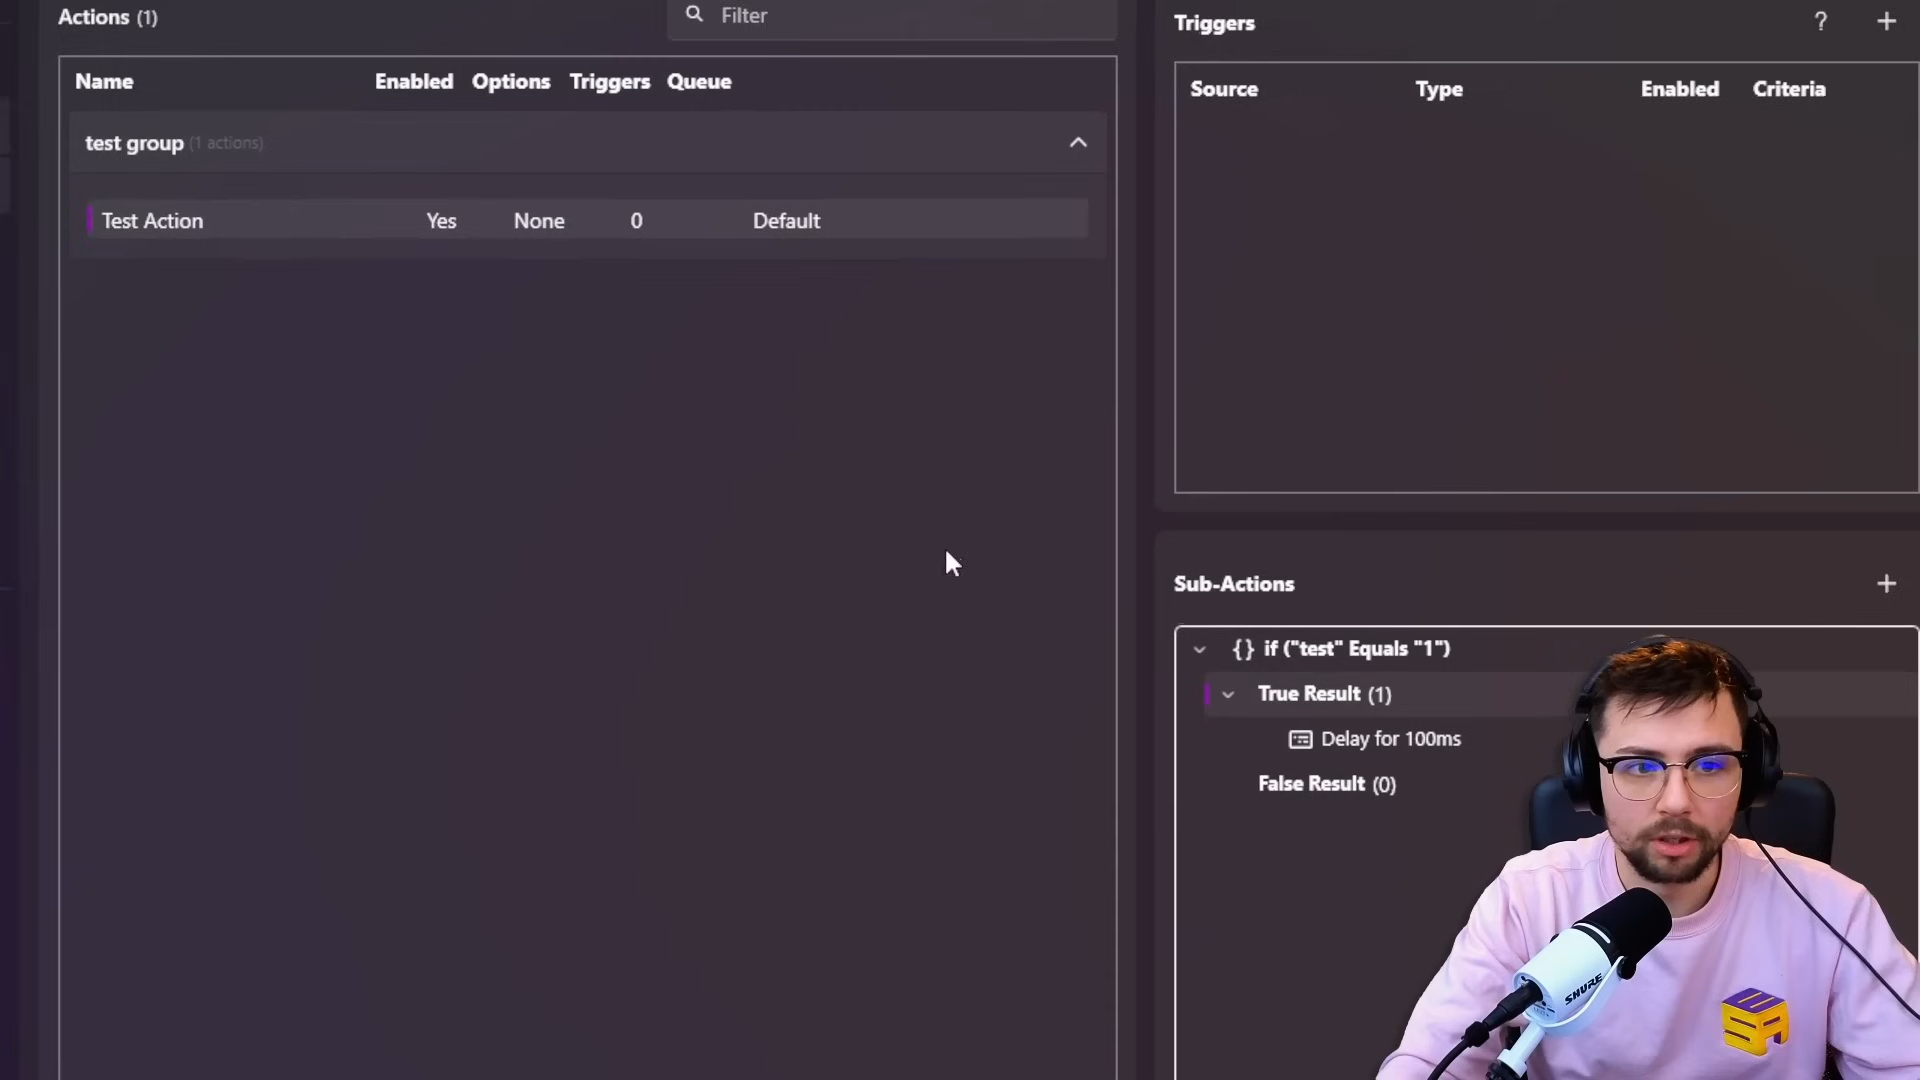 Actions (1)
Filter
Name Enabled Options Triggers Queue
test group (1 actions)
Test Action Yes None 0 Default
Triggers ? +
Source Type Enabled Criteria
Sub-Actions +
{} if ("test" Equals "1")
True Result (1)
Delay for 100ms
False Result (0)
SHURE